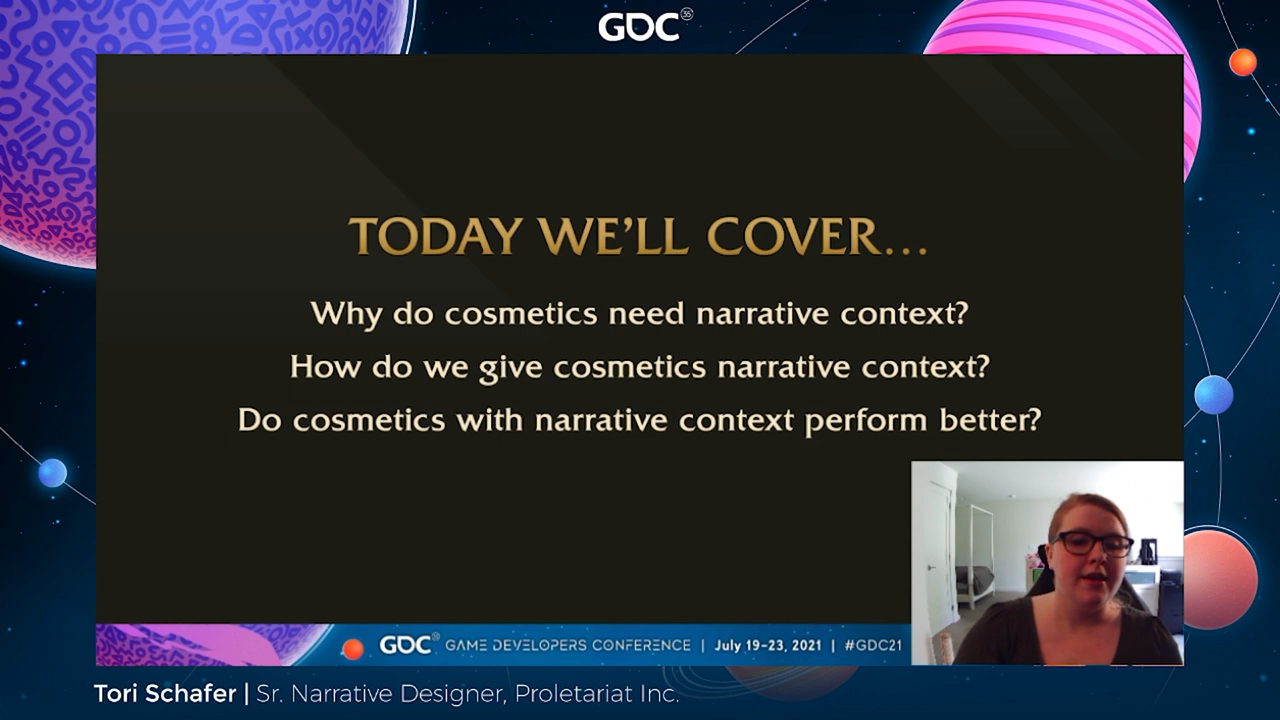 GDC 35
TODAY WE'LL COVER...
Why do cosmetics need narrative context?
How do we give cosmetics narrative context?
Do cosmetics with narrative context perform better?
GDC GAME DEVELOPERS CONFERENCE | July 19-23, 2021 | #GDC21
Tori Schafer | Sr. Narrative Designer, Proletariat Inc.